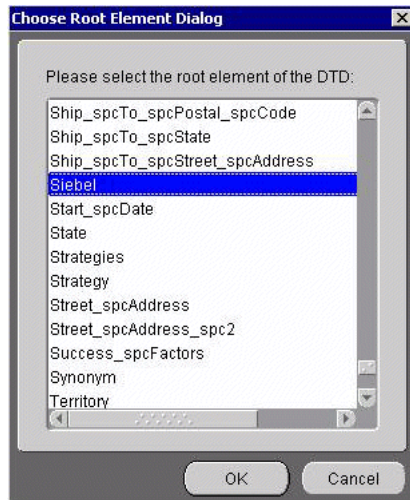 Choose Root Element Dialog
Please select the root element of the DTD:
Ship_spcTo_spcPostal_spcCode
Ship_spcTo_spcState
Ship_spcTo_spcStreet_spcAddress
Siebel
Start_spcDate
State
Strategies
Strategy
Street_spcAddress
Street_spcAddress_spc2
Success_spcFactors
Synonym
Territory
OK
Cancel